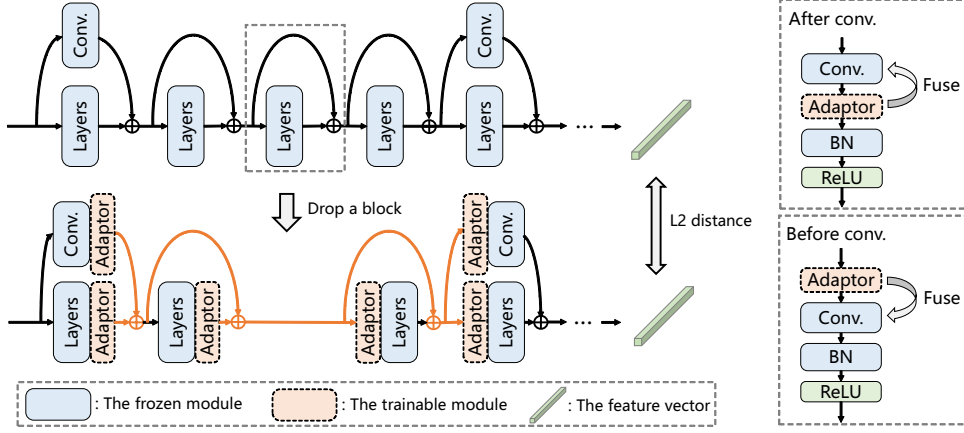 Conv.
Conv.
Layers
Layers
Layers
Layers
Layers
...
Drop a block
L2 distance
Conv.
Adaptor
Adaptor
Conv.
Layers
Adaptor
Layers
Adaptor
Adaptor
Layers
Adaptor
Layers
...
: The frozen module
: The trainable module
: The feature vector
After conv.
Conv.
Fuse
Adaptor
BN
ReLU
Before conv.
Adaptor
Fuse
Conv.
BN
ReLU